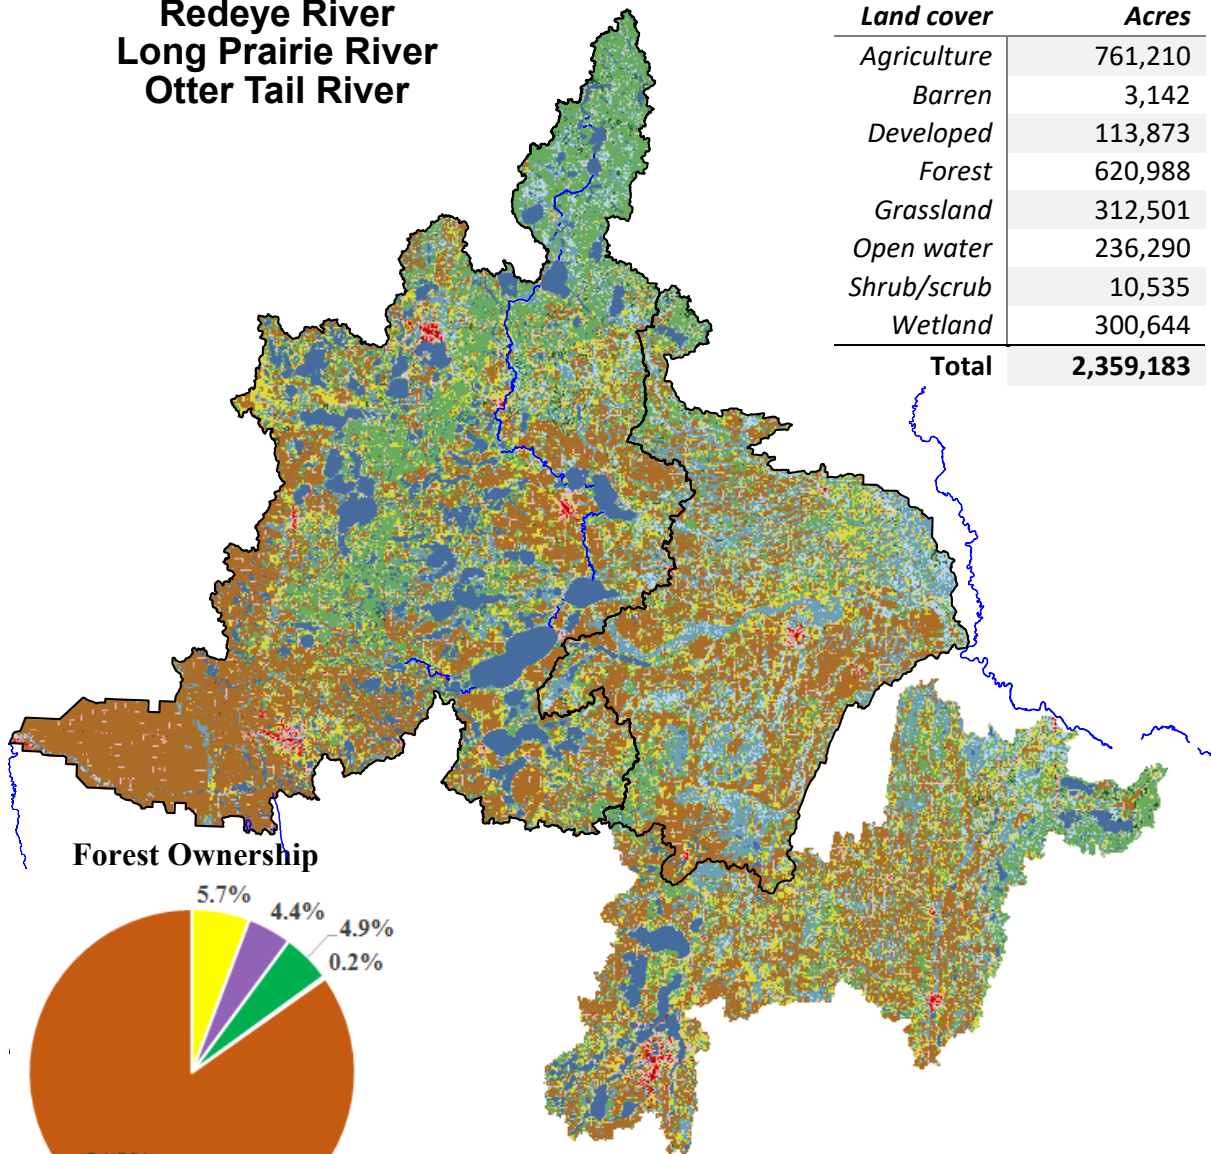 Redeye River
Long Prairie River
Otter Tail River
Land cover Acres
Agriculture 761,210
Barren 3,142
Developed 113,873
Forest 620,988
Grassland 312,501
Open water 236,290
Shrub/scrub 10,535
Wetland 300,644
Total 2,359,183
Forest Ownership
5.7%
4.4%
4.9%
0.2%